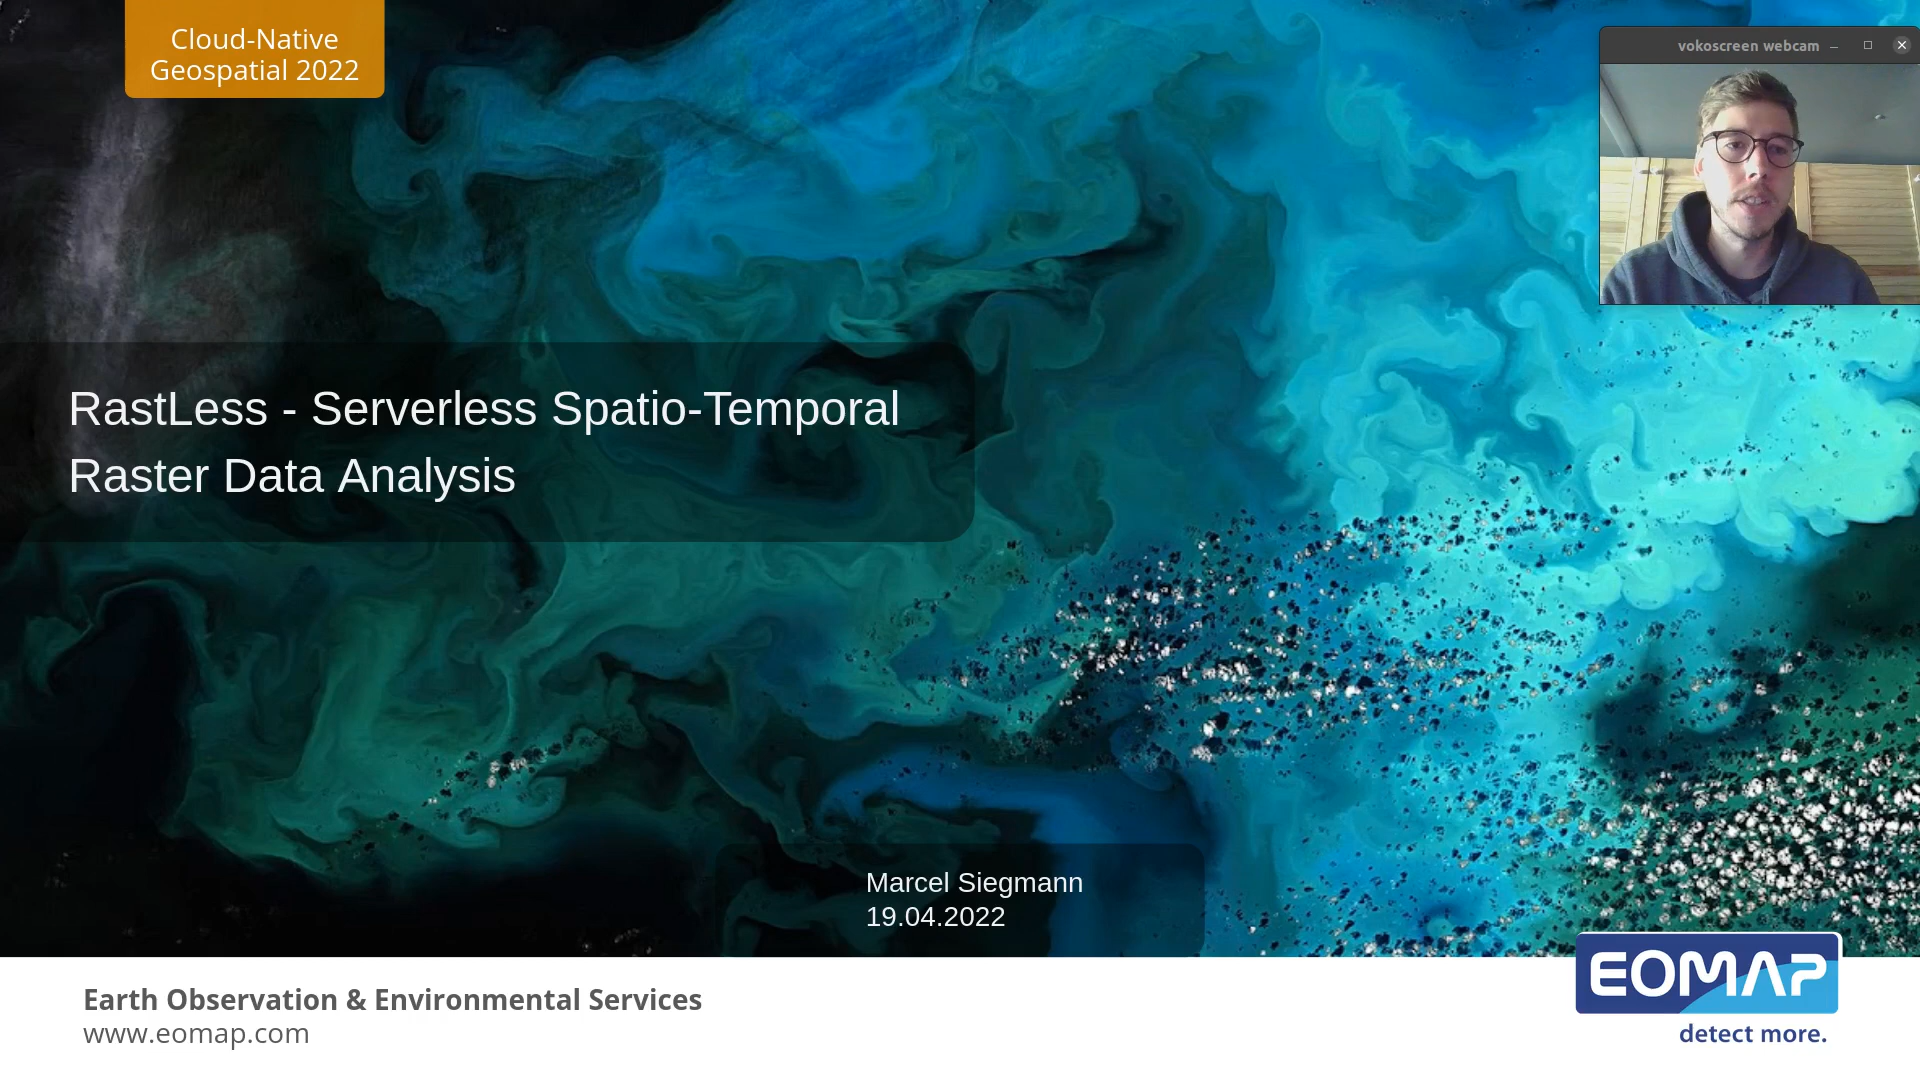 Cloud-Native
Geospatial 2022
vokoscreen webcam
RastLess - Serverless Spatio-Temporal
Raster Data Analysis
Marcel Siegmann
19.04.2022
Earth Observation & Environmental Services
www.eomap.com
EOMAP
detect more.